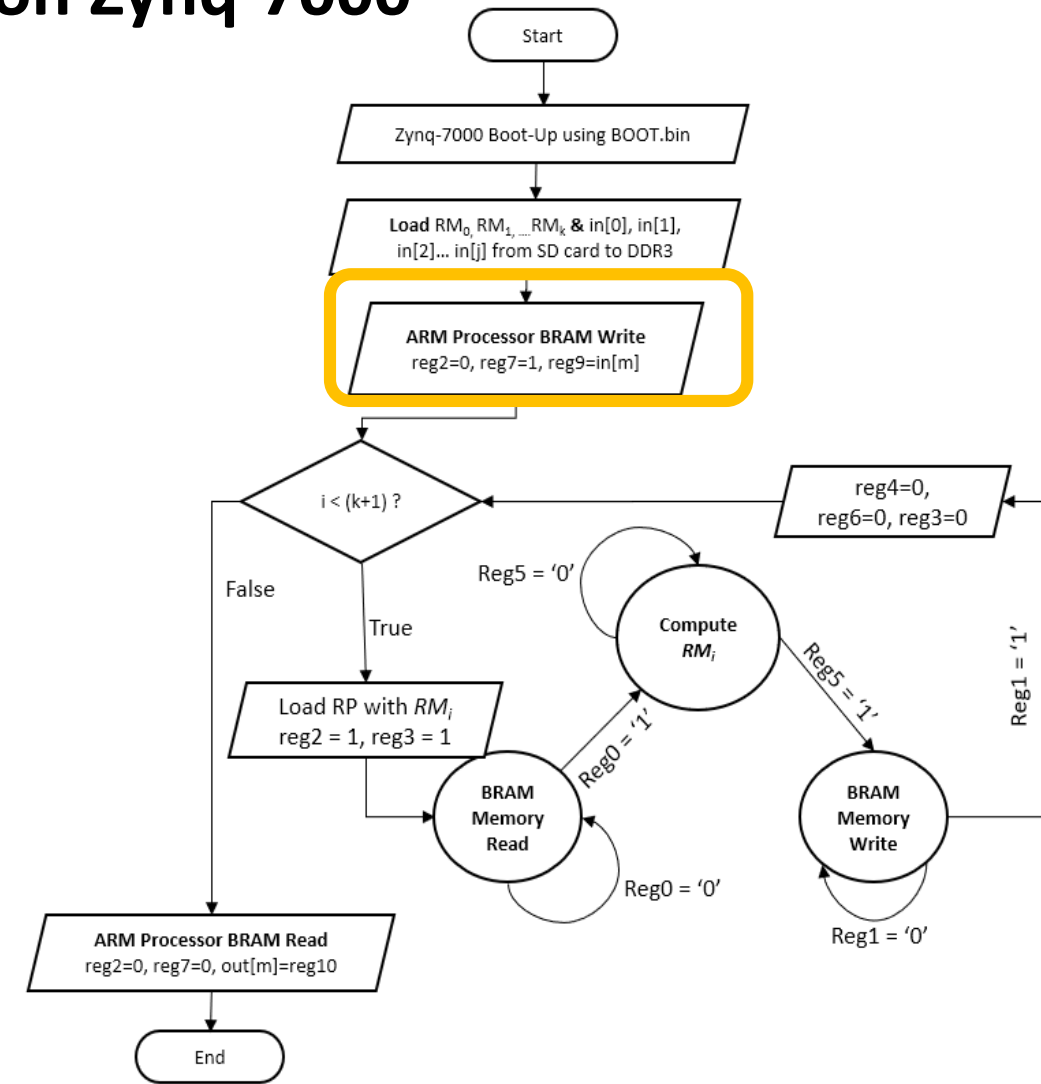 on Zynq-7000
Start
Zynq-7000 Boot-Up using BOOT.bin
Load RM0, RM1, ....RMk & in[0], in[1],
in[2]... in[j] from SD card to DDR3
ARM Processor BRAM Write
reg2=0, reg7=1, reg9=in[m]
i < (k+1) ?
reg4=0,
reg6=0, reg3=0
False
True
Reg5 = ‘0’
Compute
RMi
Reg5 = ‘1’
Reg1 = ‘1’
Load RP with RMi
reg2 = 1, reg3 = 1
Reg0 = ‘1’
BRAM
Memory
Read
BRAM
Memory
Write
Reg0 = ‘0’
Reg1 = ‘0’
ARM Processor BRAM Read
reg2=0, reg7=0, out[m]=reg10
End